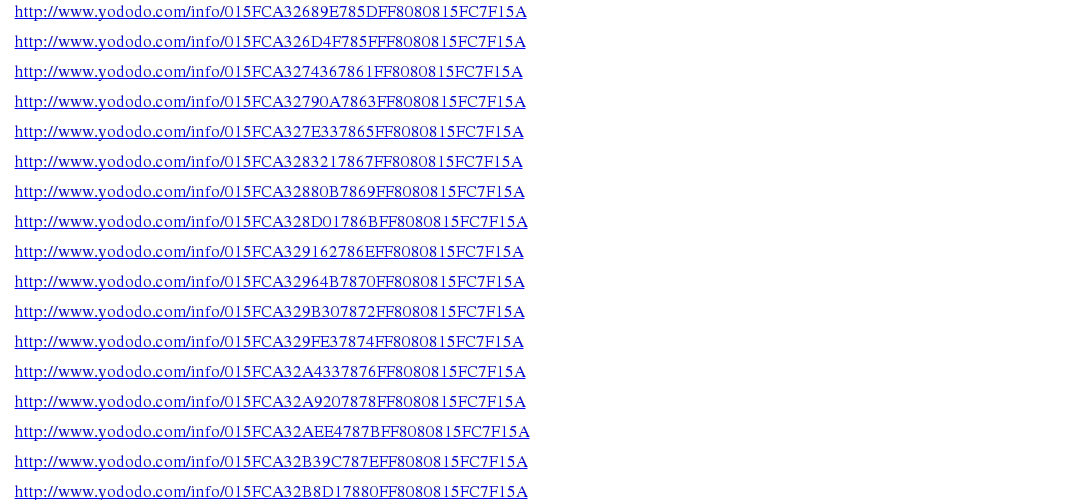 http://www.yododo.com/info/015FCA32689E785DFF8080815FC7F15A
http://www.yododo.com/info/015FCA326D4F785FFF8080815FC7F15A
http://www.yododo.com/info/015FCA3274367861FF8080815FC7F15A
http://www.yododo.com/info/015FCA32790A7863FF8080815FC7F15A
http://www.yododo.com/info/015FCA327E337865FF8080815FC7F15A
http://www.yododo.com/info/015FCA3283217867FF8080815FC7F15A
http://www.yododo.com/info/015FCA32880B7869FF8080815FC7F15A
http://www.yododo.com/info/015FCA328D01786BFF8080815FC7F15A
http://www.yododo.com/info/015FCA329162786EFF8080815FC7F15A
http://www.yododo.com/info/015FCA32964B7870FF8080815FC7F15A
http://www.yododo.com/info/015FCA329B307872FF8080815FC7F15A
http://www.yododo.com/info/015FCA329FE37874FF8080815FC7F15A
http://www.yododo.com/info/015FCA32A4337876FF8080815FC7F15A
http://www.yododo.com/info/015FCA32A9207878FF8080815FC7F15A
http://www.yododo.com/info/015FCA32AEE4787BFF8080815FC7F15A
http://www.yododo.com/info/015FCA32B39C787EFF8080815FC7F15A
http://www.yododo.com/info/015FCA32B8D17880FF8080815FC7F15A